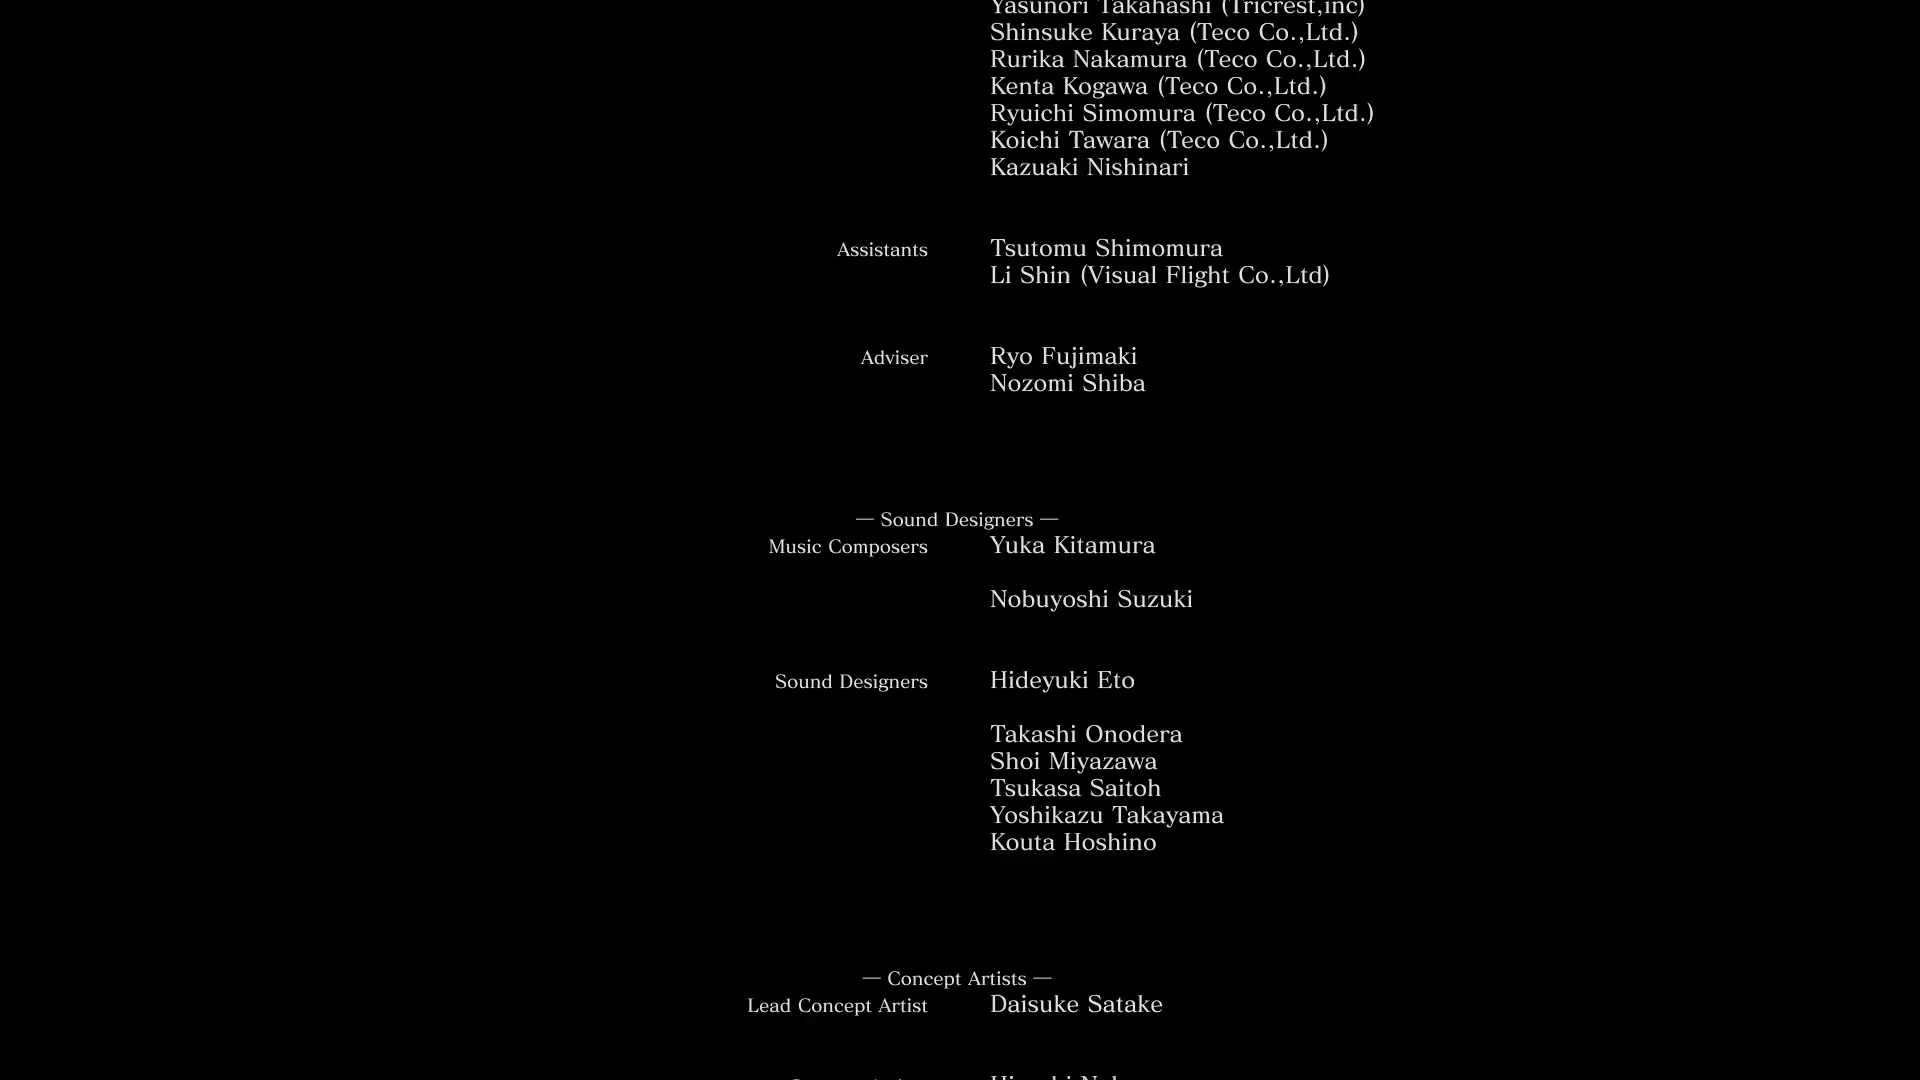 Yasunori Takahashi (Tricrest,inc)
Shinsuke Kuraya (Teco Co.,Ltd.)
Rurika Nakamura (Teco Co.,Ltd.)
Kenta Kogawa (Teco Co.,Ltd.)
Ryuichi Simomura (Teco Co.,Ltd.)
Koichi Tawara (Teco Co.,Ltd.)
Kazuaki Nishinari
Assistants Tsutomu Shimomura
Li Shin (Visual Flight Co.,Ltd)
Adviser Ryo Fujimaki
Nozomi Shiba
— Sound Designers —
Music Composers Yuka Kitamura
Nobuyoshi Suzuki
Sound Designers Hideyuki Eto
Takashi Onodera
Shoi Miyazawa
Tsukasa Saitoh
Yoshikazu Takayama
Kouta Hoshino
— Concept Artists —
Lead Concept Artist Daisuke Satake